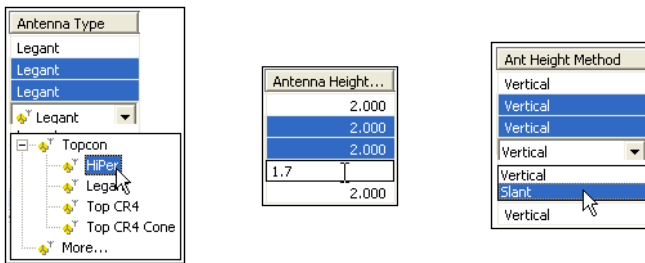 Antenna Type
Legant
Legant
Legant
Legant
Topcon
HiPer
Legant
Top CR4
Top CR4 Cone
More...
Antenna Height...
2.000
2.000
2.000
1.7
2.000
Ant Height Method
Vertical
Vertical
Vertical
Vertical
Vertical
Slant
Vertical